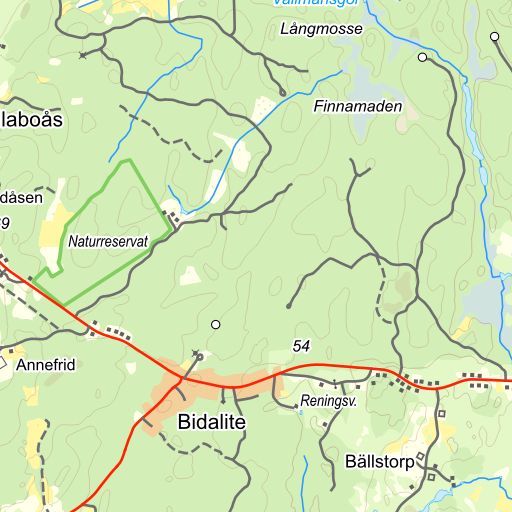 Långmosse
Finnamaden
laboås
dåsen
Naturreservat
54
Annefrid
Reningsv.
Bidalite
Bällstorp